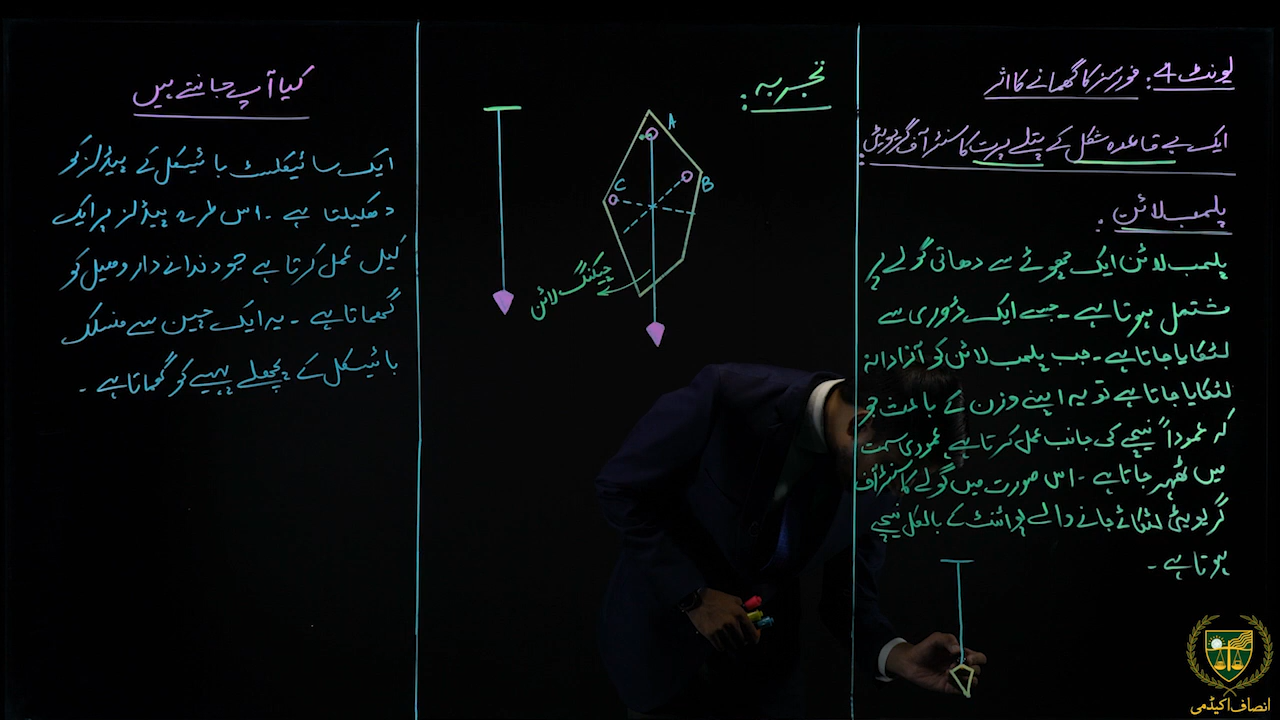 یونٹ 4: فورسز کا گھمانے کا اثر
ایک بے قاعدہ شکل کے پتلے پرت کا سنٹر آف گریویٹی:
پلمب لائن:
پلمب لائن ایک چھوٹے سے دھاتی گولے پر
مشتمل ہوتا ہے۔ جسے ایک ڈوری سے
لٹکایا جاتا ہے۔ جب پلمب لائن کو آزادانہ
لٹکایا جاتا ہے تو یہ اپنے وزن کے باعث جو
کہ عموداً نیچے کی جانب عمل کرتا ہے عمودی سمت
میں ٹھہر جاتا ہے۔ اس صورت میں گولے کا سنٹر آف
گریویٹی لٹکائے جانے والے پوائنٹ کے بالکل نیچے
ہوتا ہے۔
تجربہ:
A
B
C
چیکنگ لائن
کیا آپ جانتے ہیں
ایک سائیکلسٹ بائیسکل کے پیڈلز کو
دھکیلتا ہے۔ اس طرح پیڈلز پر ایک
کپل عمل کرتا ہے جو دندانے دار وھیل کو
گھماتا ہے۔ یہ ایک چین سے منسلک
بائیسکل کے پچھلے پہیے کو گھماتا ہے۔
انصاف اکیڈمی